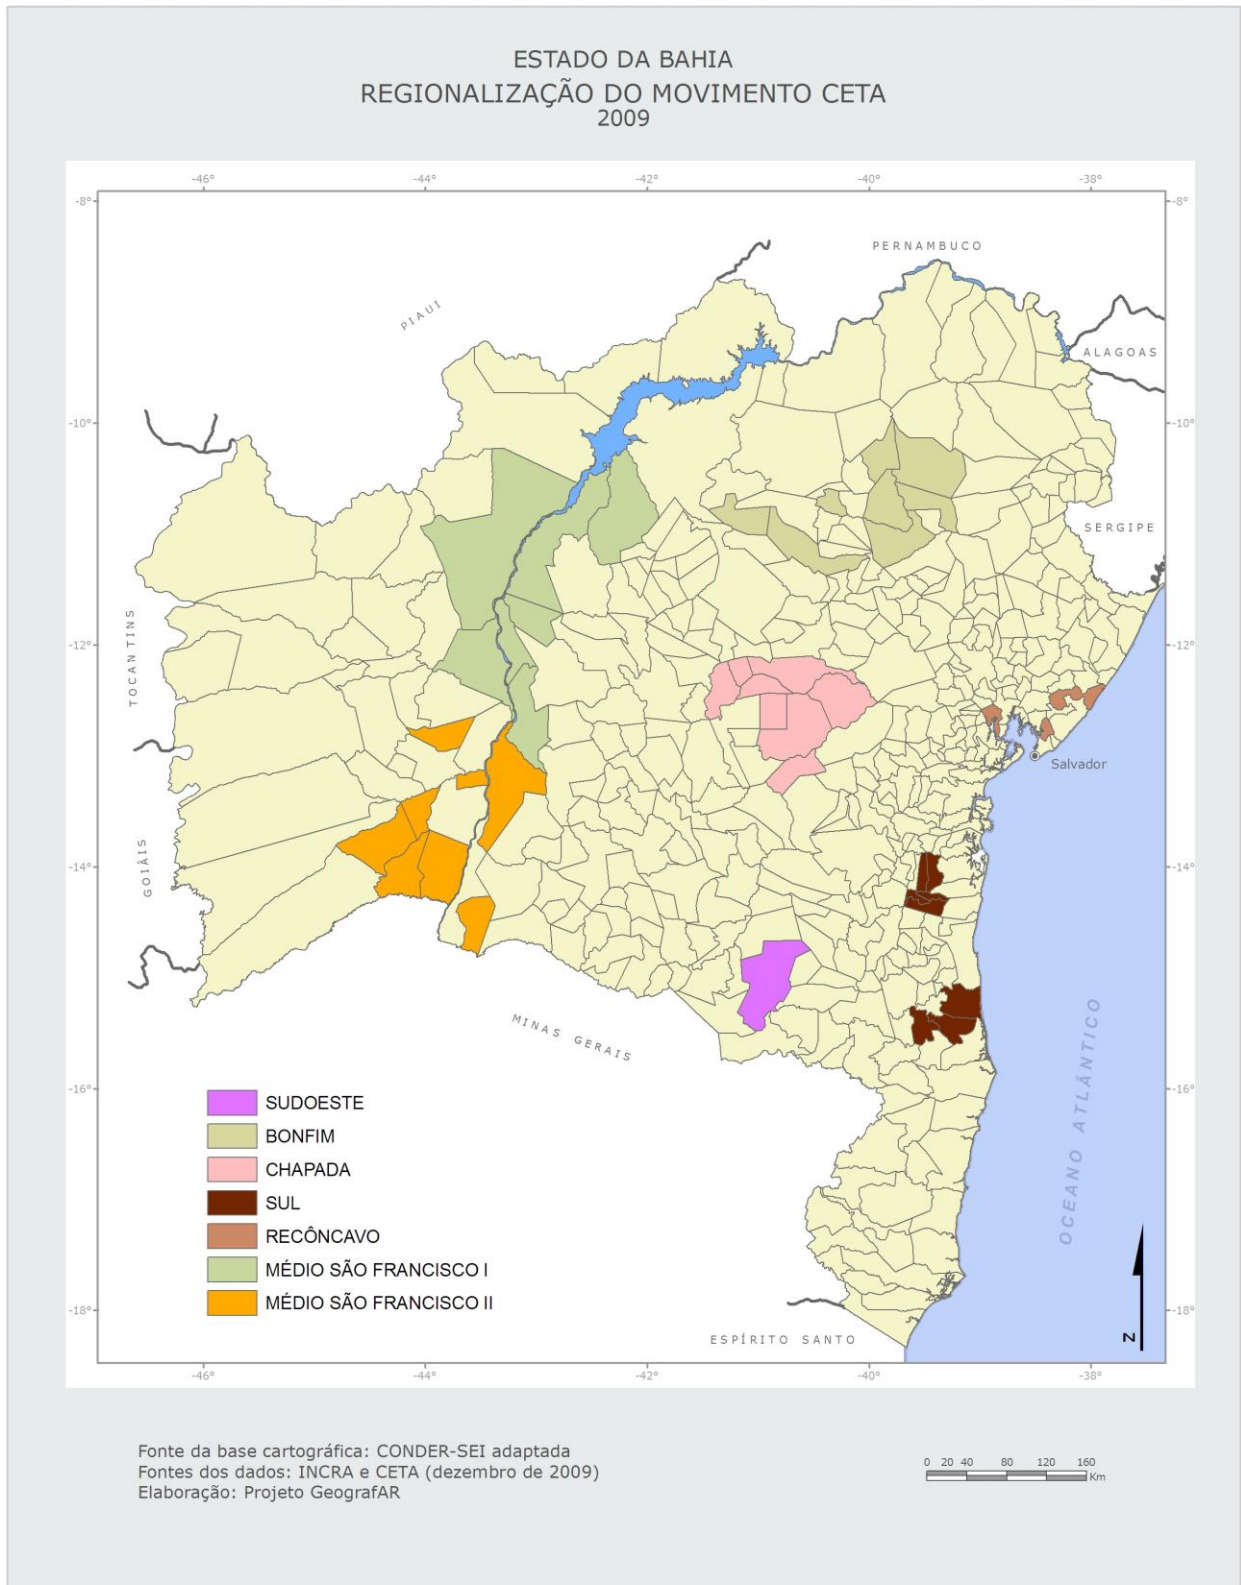 ESTADO DA BAHIA
REGIONALIZAÇÃO DO MOVIMENTO CETA
2009
-46°
-44°
-42°
-40°
-38°
-8°
-8°
PERNAMBUCO
PIAUI
ALAGOAS
-10°
-10°
SERGIPE
TOCANTINS
-12°
-12°
Salvador
GOIÁIS
-14°
-14°
MINAS GERAIS
OCEANO ATLÂNTICO
-16°
-16°
SUDOESTE
BONFIM
CHAPADA
SUL
RECÔNCAVO
MÉDIO SÃO FRANCISCO I
MÉDIO SÃO FRANCISCO II
-18°
-18°
ESPÍRITO SANTO
N
-46°
-44°
-42°
-40°
-38°
Fonte da base cartográfica: CONDER-SEI adaptada
Fontes dos dados: INCRA e CETA (dezembro de 2009)
Elaboração: Projeto GeografAR
0 20 40 80 120 160
Km